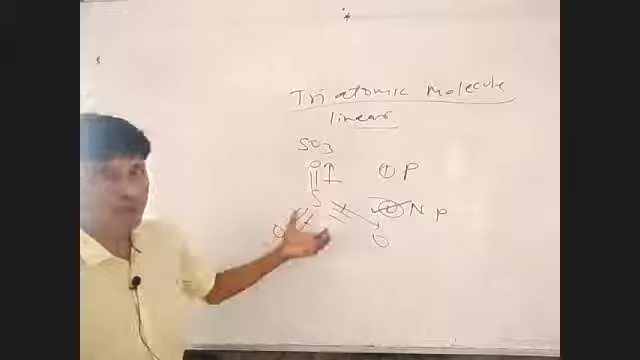 Tri atomic molecule
linear
SO3
O
P
S
N P
O O